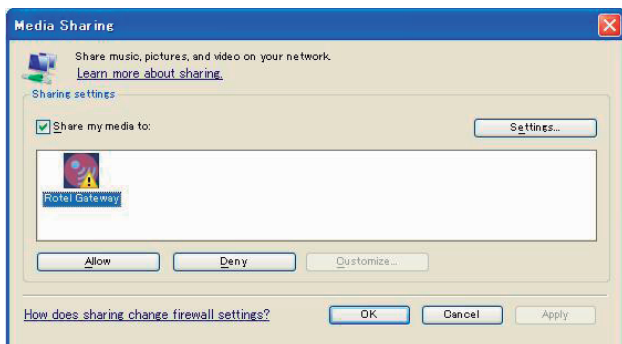 Media Sharing
Share music, pictures, and video on your network.
Learn more about sharing.
Sharing settings
Share my media to:
Settings...
Rotel Gateway
Allow
Deny
Customize...
How does sharing change firewall settings?
OK
Cancel
Apply